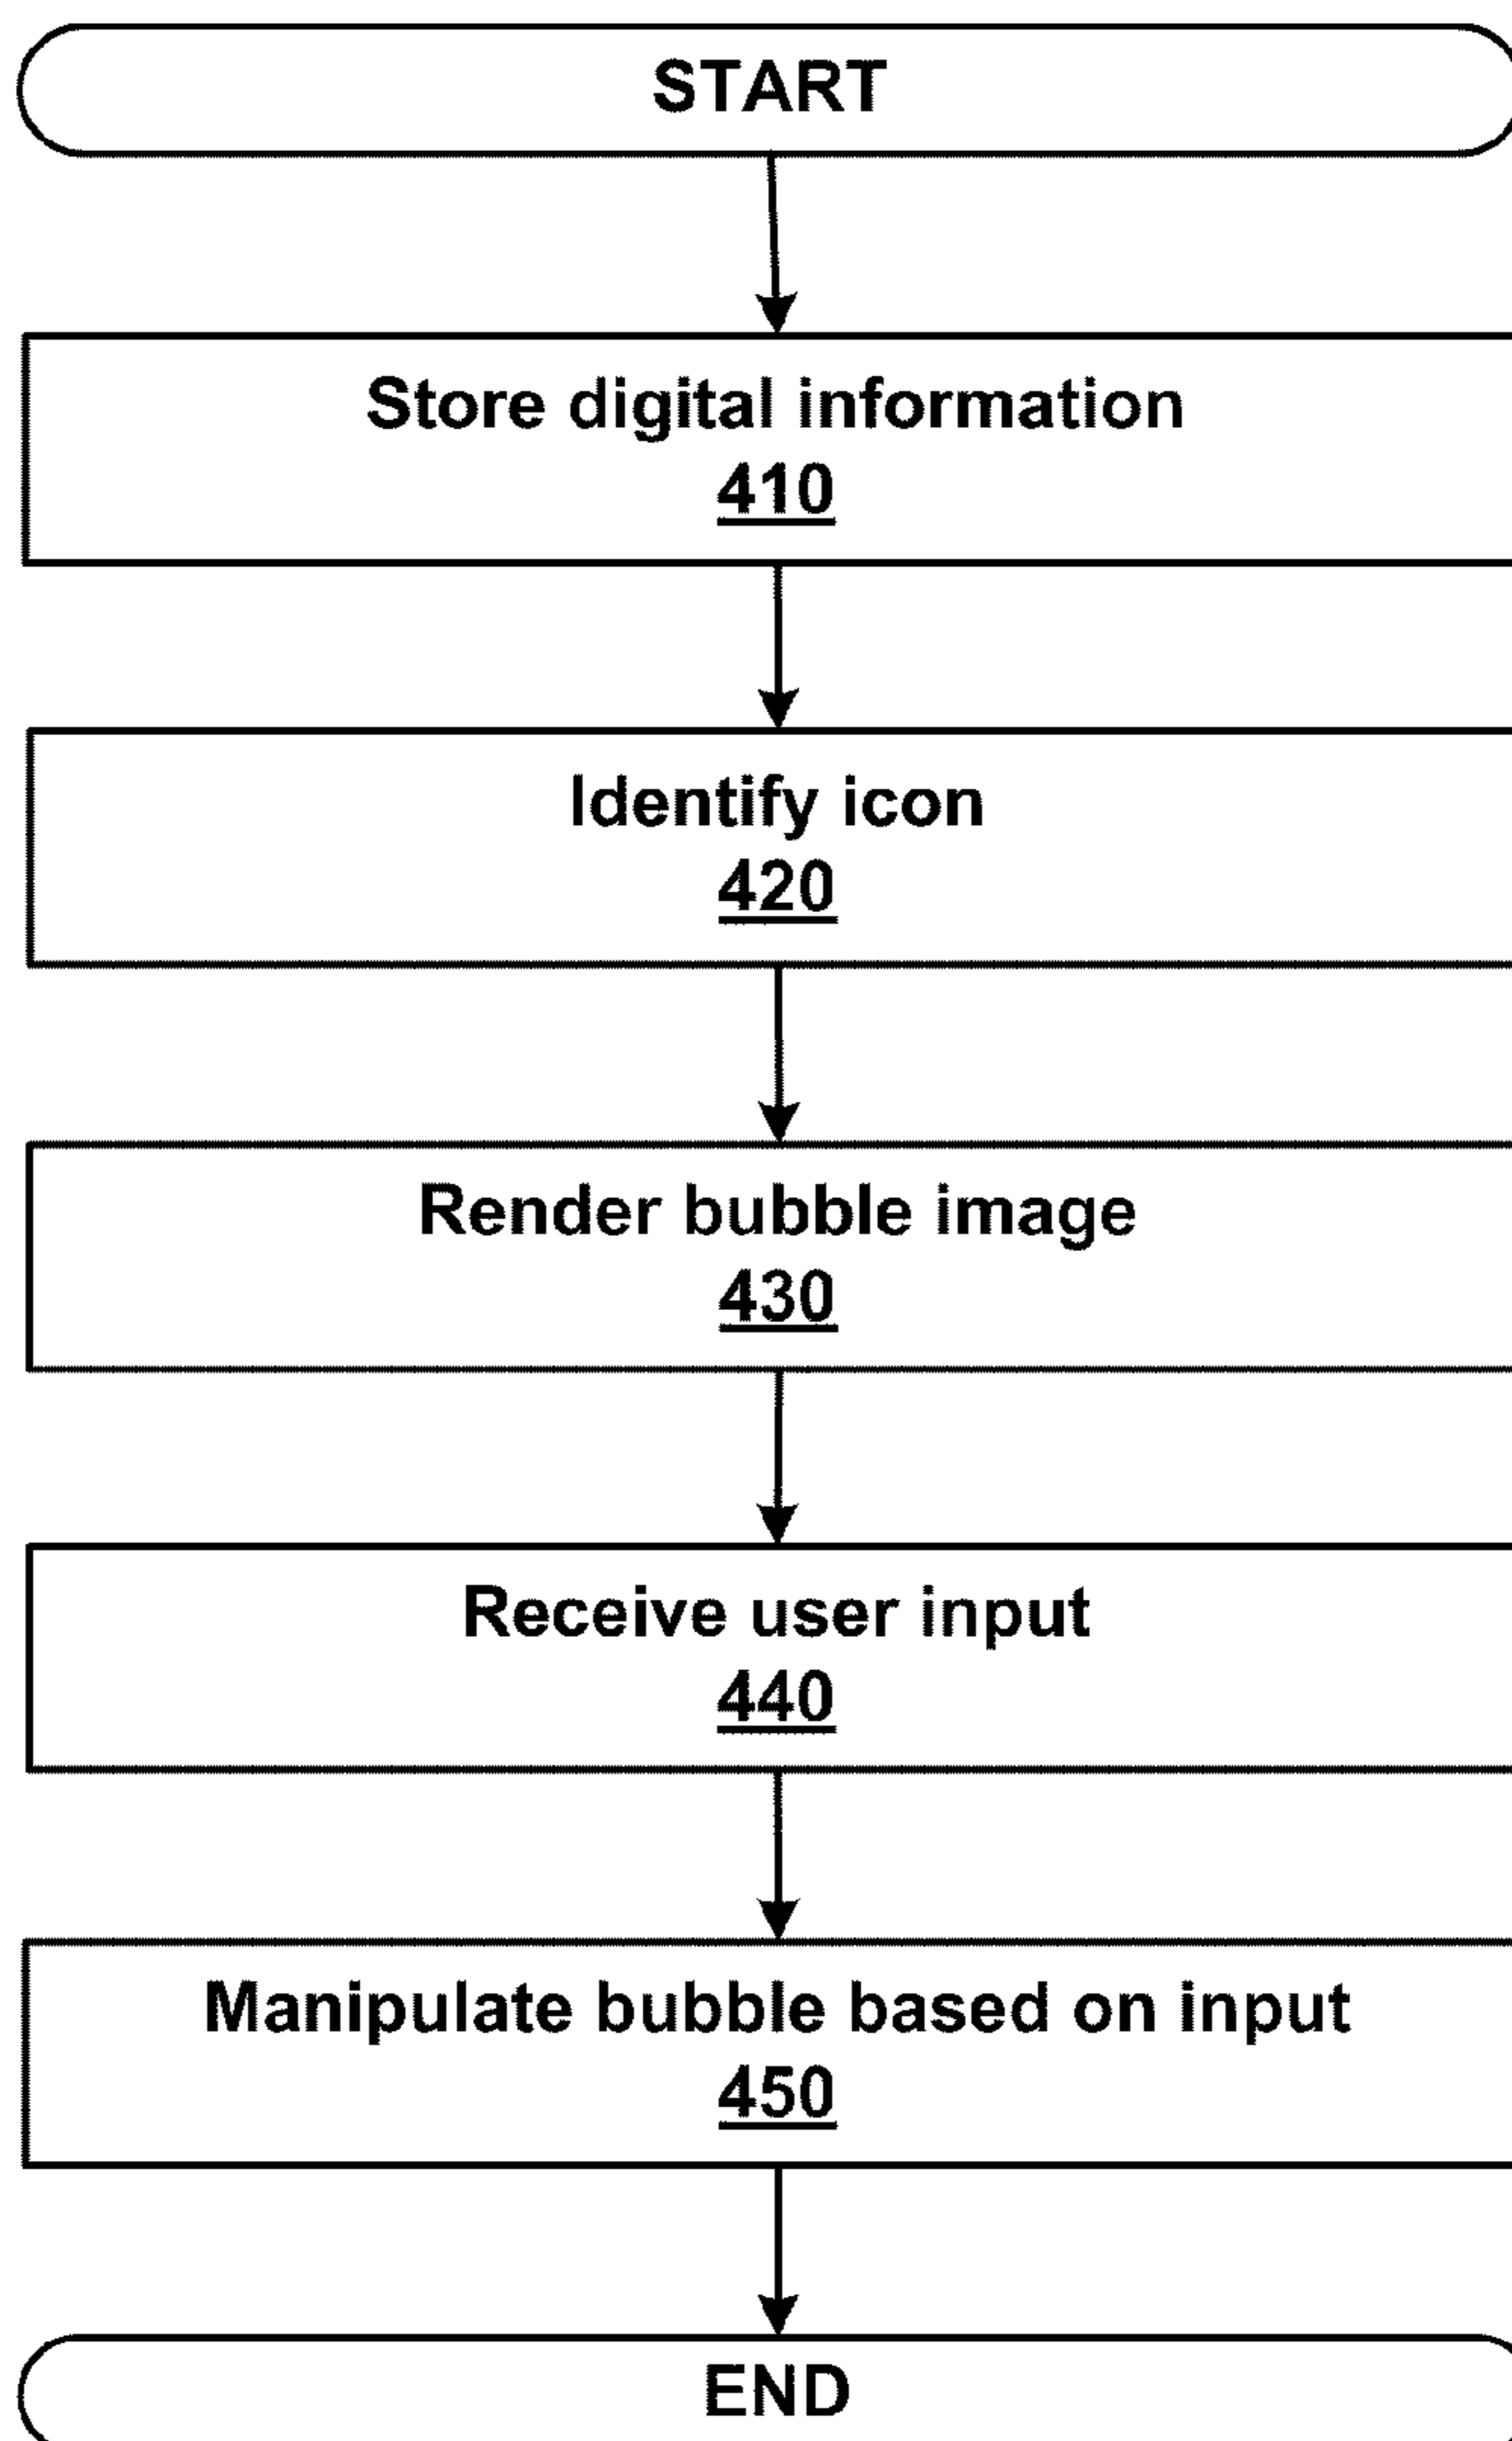 START
Store digital information
410
Identify icon
420
Render bubble image
430
Receive user input
440
Manipulate bubble based on input
450
END